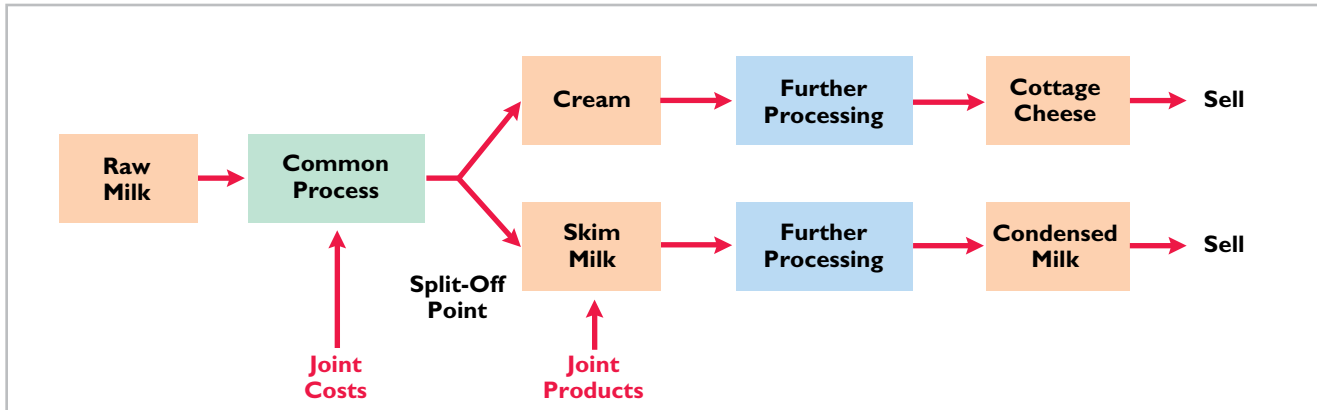 Raw
Milk
Common
Process
Cream
Further
Processing
Cottage
Cheese
Sell
Skim
Milk
Further
Processing
Condensed
Milk
Sell
Split-Off
Point
Joint
Costs
Joint
Products